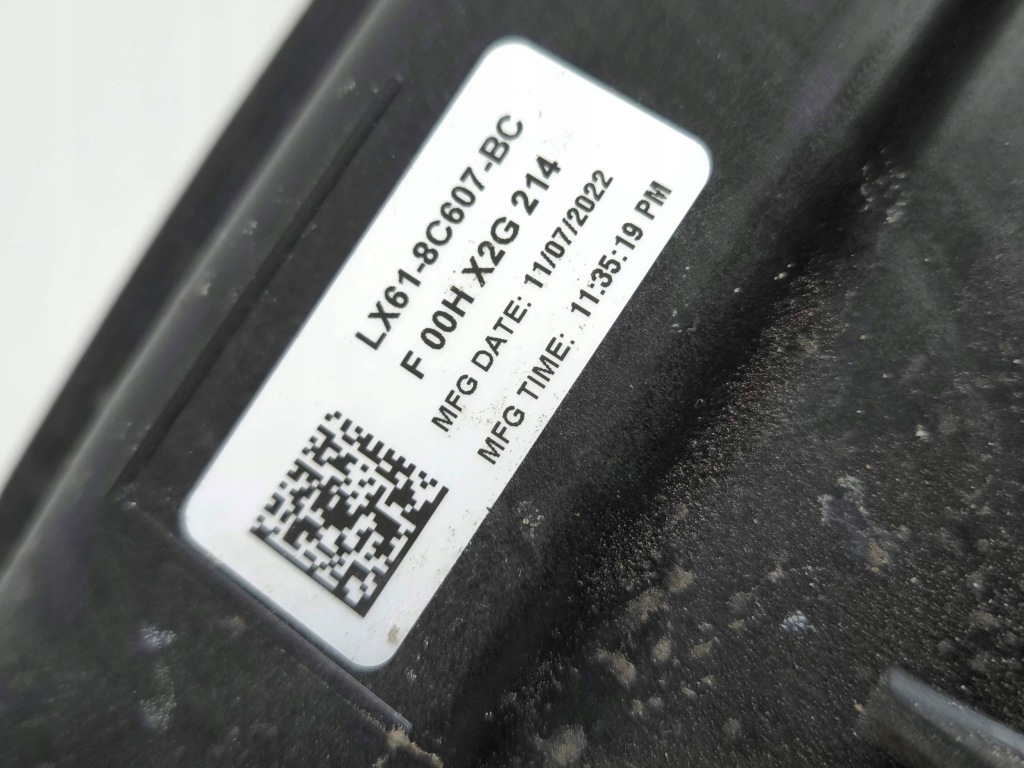 LX61-8C607-BC
F 00H X2G 214
MFG DATE: 11/07/2022
MFG TIME: 11:35:19 PM